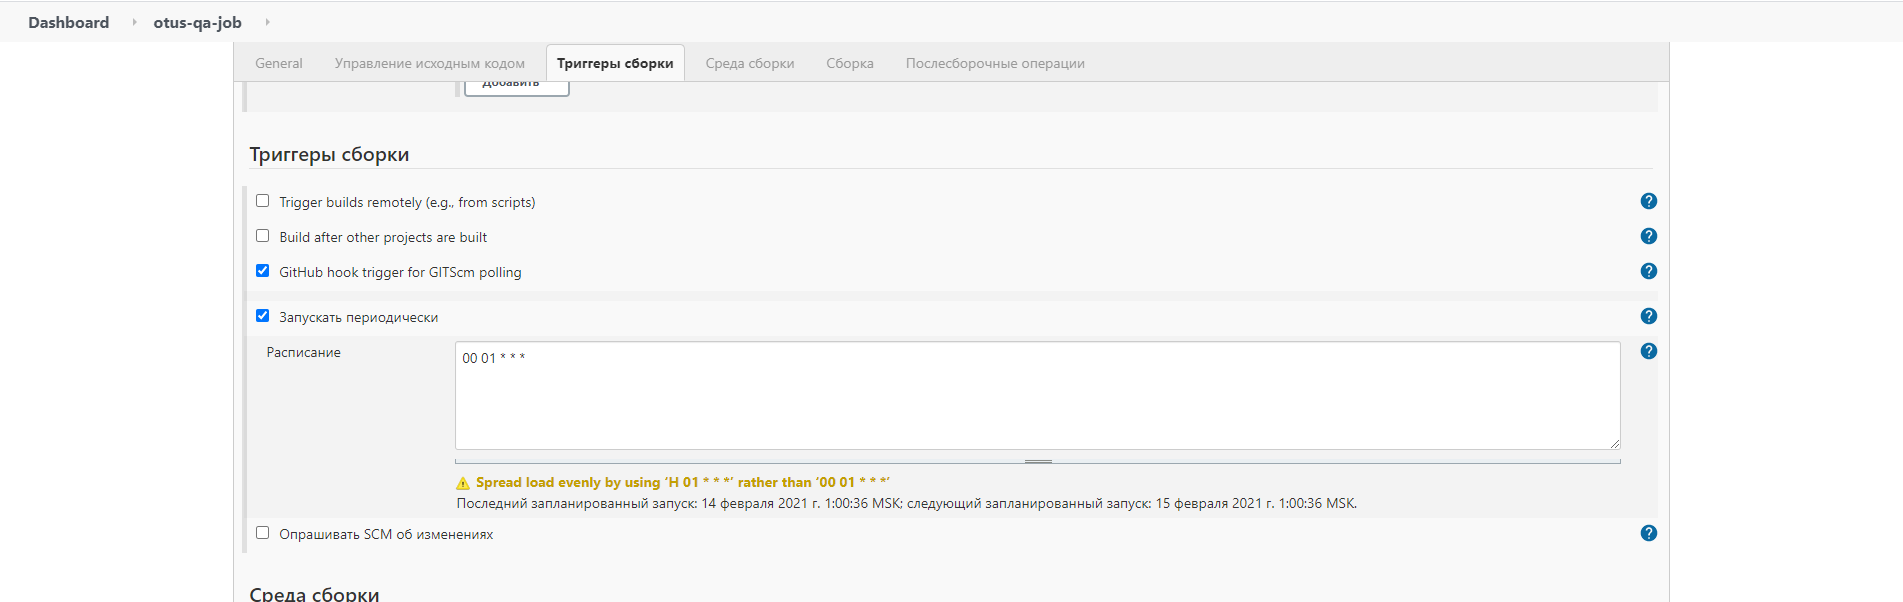 Dashboard otus-qa-job
General Управление исходным кодом Триггеры сборки Среда сборки Сборка Послесборочные операции
Добавить
Триггеры сборки
Trigger builds remotely (e.g., from scripts)
Build after other projects are built
GitHub hook trigger for GITScm polling
Запускать периодически
Расписание
00 01 * * *
Spread load evenly by using ‘H 01 * * *’ rather than ‘00 01 * * *’
Последний запланированный запуск: 14 февраля 2021 г. 1:00:36 MSK; следующий запланированный запуск: 15 февраля 2021 г. 1:00:36 MSK.
Опрашивать SCM об изменениях
Среда сборки